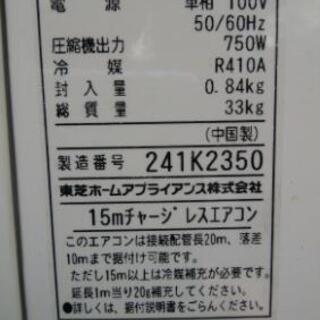 電源 単相 100V
50/60Hz
圧縮機出力 750W
冷媒 R410A
封入量 0.84kg
総質量 33kg
(中国製)
製造番号 241K2350
東芝ホームアプライアンス株式会社
15mチャージレスエアコン
このエアコンは接続配管長20m、落差
10mまで据付け可能です。
ただし15m以上は冷媒補充が必要です。
延長1m当り20g補充してください。
●詳しくは、据付説明書をごらんください。